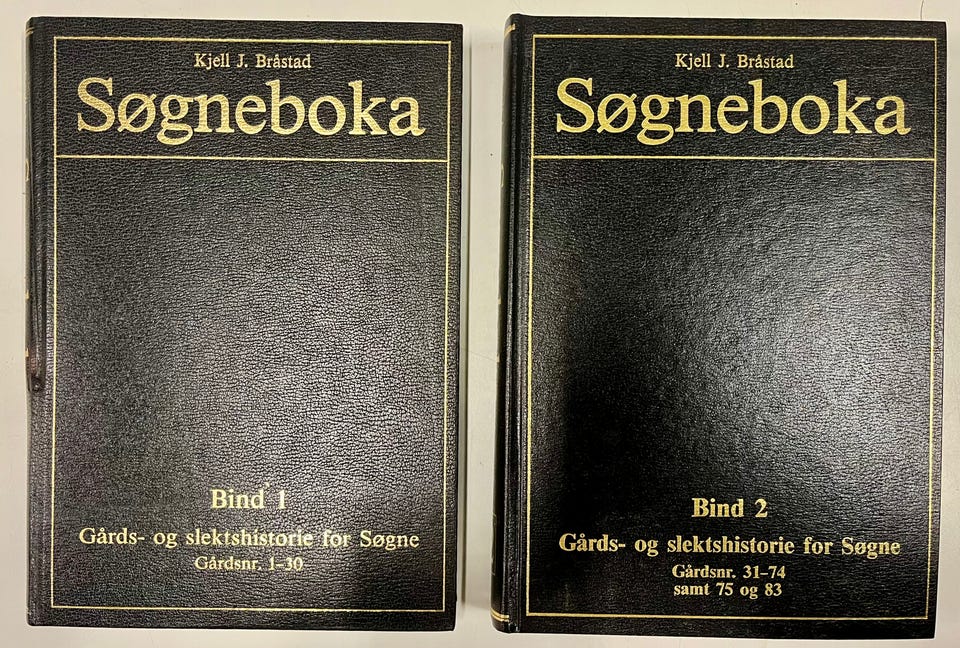 Kjell J. Bråstad
Søgneboka
Bind 1
Gårds- og slektshistorie for Søgne
Gårdsnr. 1-30
Kjell J. Bråstad
Søgneboka
Bind 2
Gårds- og slektshistorie for Søgne
Gårdsnr. 31-74
samt 75 og 83